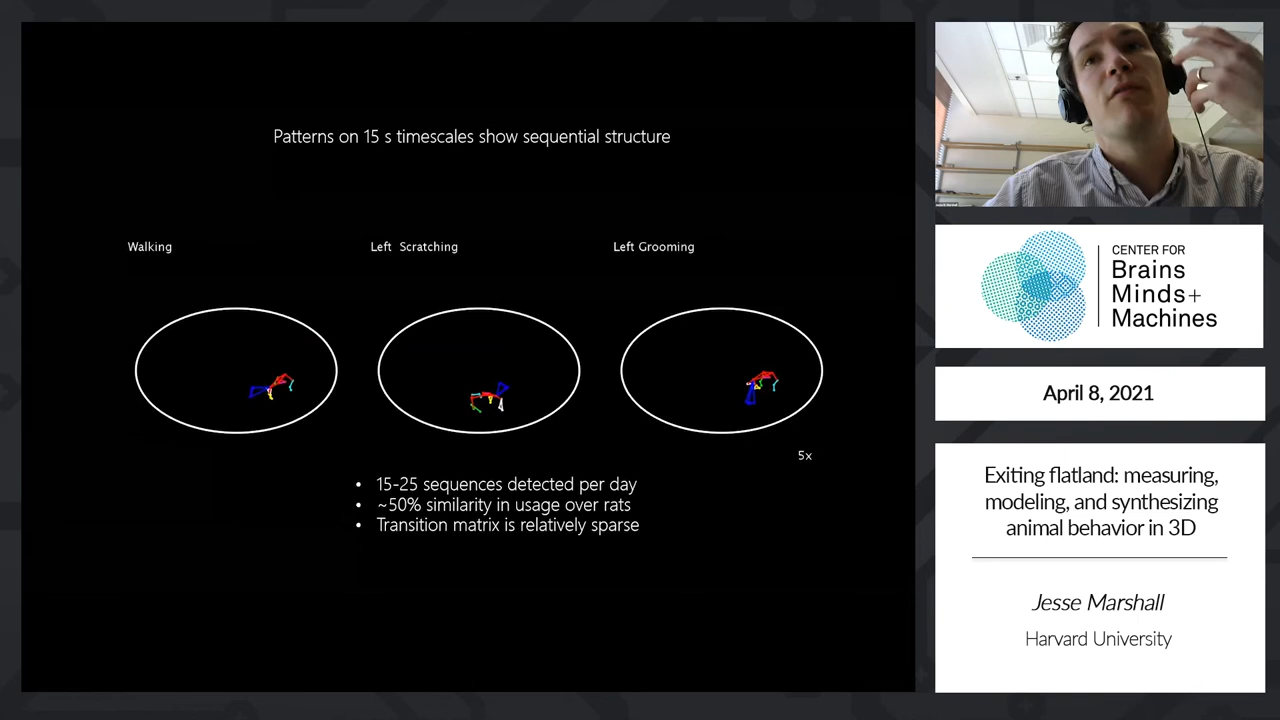 Patterns on 15 s timescales show sequential structure
Walking
Left Scratching
Left Grooming
5x
• 15-25 sequences detected per day
• ~50% similarity in usage over rats
• Transition matrix is relatively sparse
CENTER FOR
Brains
Minds+
Machines
April 8, 2021
Exiting flatland: measuring,
modeling, and synthesizing
animal behavior in 3D
Jesse Marshall
Harvard University